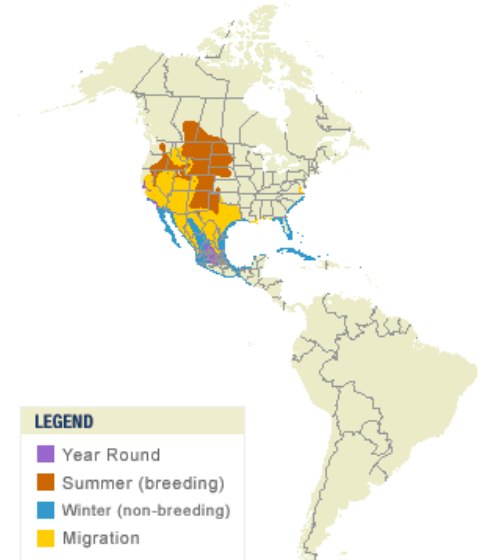 LEGEND
Year Round
Summer (breeding)
Winter (non-breeding)
Migration